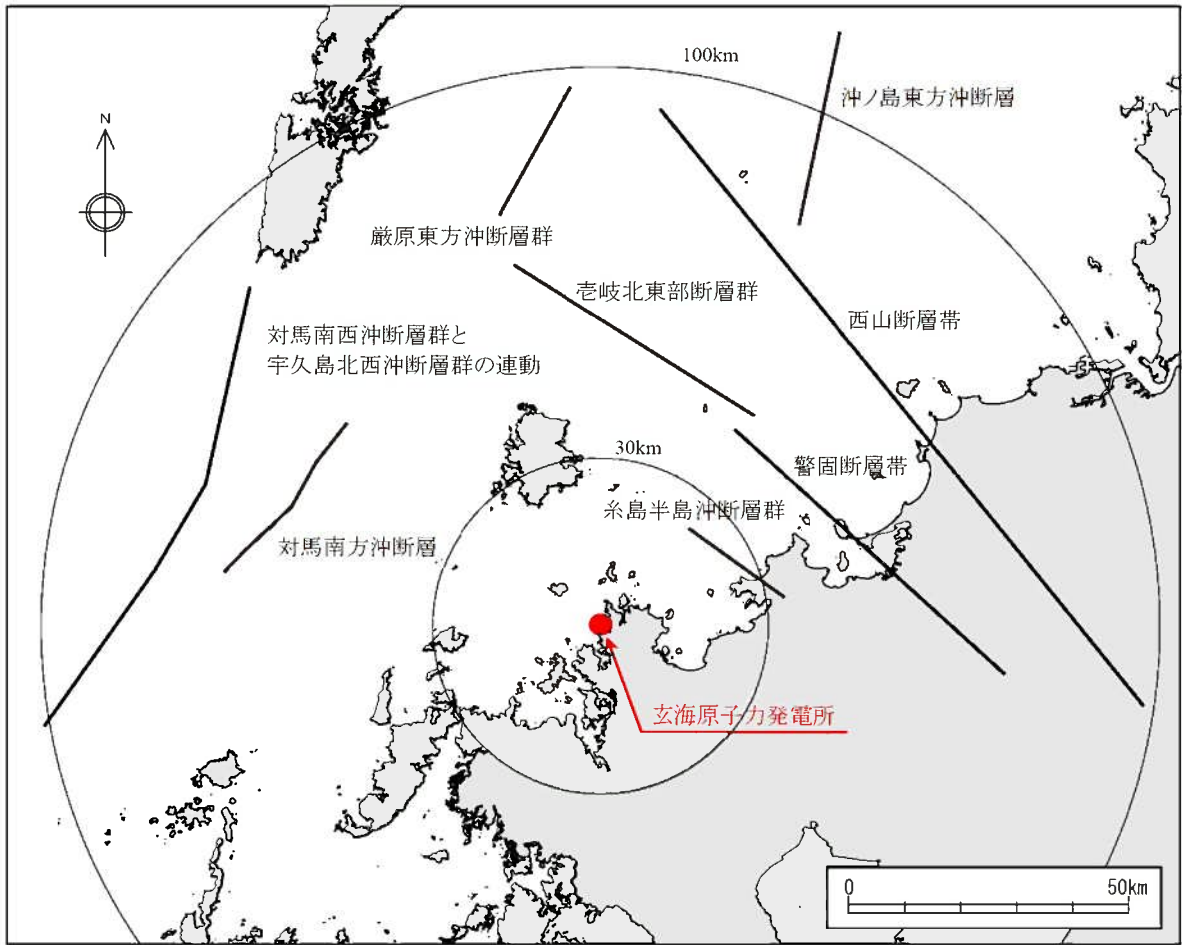 100km
沖ノ島東方沖断層
N
厳原東方沖断層群
壱岐北東部断層群
西山断層帯
対馬南西沖断層群と
宇久島北西沖断層群の連動
30km
警固断層帯
糸島半島沖断層群
対馬南方沖断層
玄海原子力発電所
0 50km